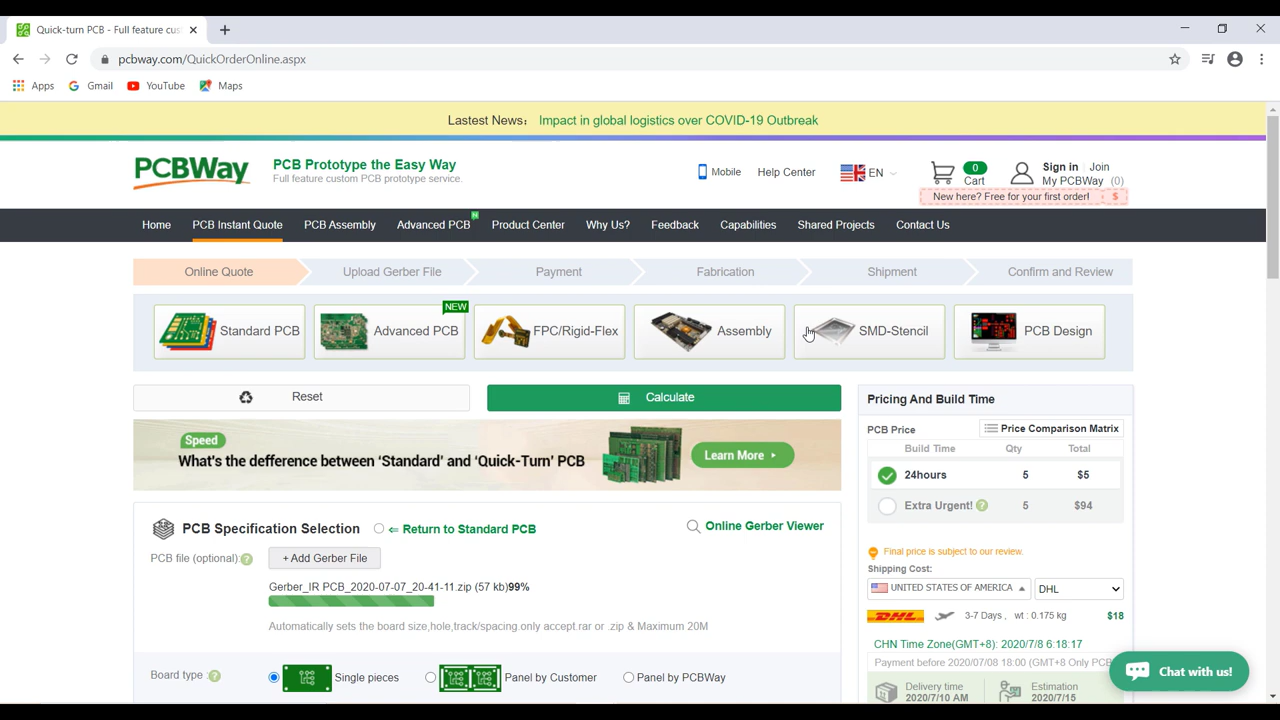 Quick-turn PCB - Full feature cus
pcbway.com/QuickOrderOnline.aspx
Apps Gmail YouTube Maps
Lastest News： Impact in global logistics over COVID-19 Outbreak
PCBWay
PCB Prototype the Easy Way
Full feature custom PCB prototype service.
Mobile Help Center EN 0 Cart Sign in Join
My PCBWay (0)
New here? Free for your first order! $
Home PCB Instant Quote PCB Assembly Advanced PCB N Product Center Why Us? Feedback Capabilities Shared Projects Contact Us
Online Quote Upload Gerber File Payment Fabrication Shipment Confirm and Review
NEW
Standard PCB Advanced PCB FPC/Rigid-Flex Assembly SMD-Stencil PCB Design
Reset Calculate
Speed
What's the defference between 'Standard' and 'Quick-Turn' PCB Learn More
PCB Specification Selection ⇐ Return to Standard PCB Online Gerber Viewer
PCB file (optional): ? +Add Gerber File
Gerber_IR PCB_2020-07-07_20-41-11.zip (57 kb)99%
Automatically sets the board size,hole,track/spacing.only accept.rar or .zip & Maximum 20M
Board type : ? Single pieces Panel by Customer Panel by PCBWay
Pricing And Build Time
PCB Price Price Comparison Matrix
Build Time Qty Total
24hours 5 $5
Extra Urgent! ? 5 $94
Final price is subject to our review.
Shipping Cost:
UNITED STATES OF AMERICA DHL
DHL 3-7 Days , wt : 0.175 kg $18
CHN Time Zone(GMT+8): 2020/7/8 6:18:17
Payment before 2020/07/08 18:00 (GMT+8 Only PCB
Delivery time Estimation
2020/7/10 AM 2020/7/15
Chat with us!